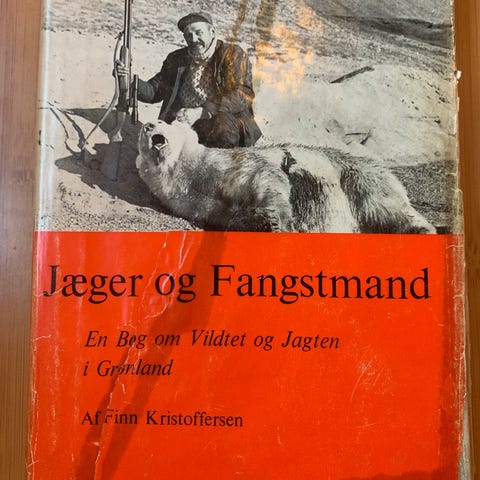 Jæger og Fangstmand
En Bog om Vildtet og Jagten
i Grønland
Af Finn Kristoffersen